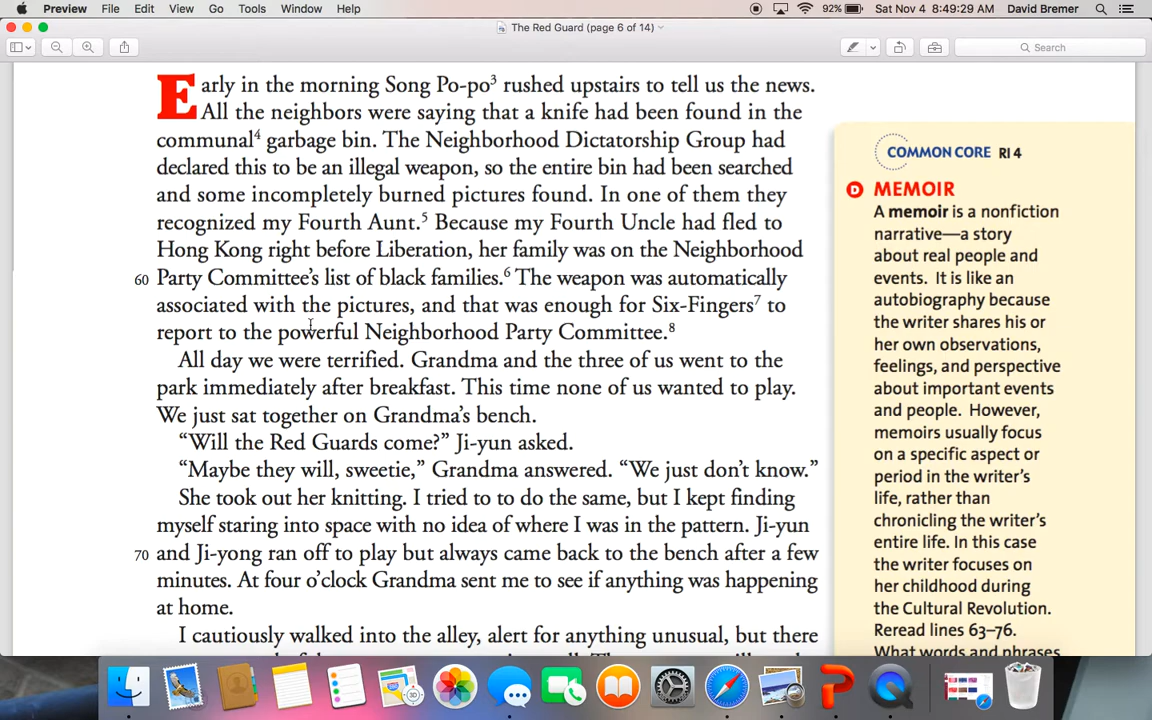 Preview File Edit View Go Tools Window Help 92% Sat Nov 4 8:49:29 AM David Bremer
The Red Guard (page 6 of 14)
Search
Early in the morning Song Po-po3 rushed upstairs to tell us the news.
All the neighbors were saying that a knife had been found in the
communal4 garbage bin. The Neighborhood Dictatorship Group had
declared this to be an illegal weapon, so the entire bin had been searched
and some incompletely burned pictures found. In one of them they
recognized my Fourth Aunt.5 Because my Fourth Uncle had fled to
Hong Kong right before Liberation, her family was on the Neighborhood
60 Party Committee's list of black families.6 The weapon was automatically
associated with the pictures, and that was enough for Six-Fingers7 to
report to the powerful Neighborhood Party Committee.8
All day we were terrified. Grandma and the three of us went to the
park immediately after breakfast. This time none of us wanted to play.
We just sat together on Grandma's bench.
"Will the Red Guards come?" Ji-yun asked.
"Maybe they will, sweetie," Grandma answered. "We just don't know."
She took out her knitting. I tried to to do the same, but I kept finding
myself staring into space with no idea of where I was in the pattern. Ji-yun
70 and Ji-yong ran off to play but always came back to the bench after a few
minutes. At four o'clock Grandma sent me to see if anything was happening
at home.
I cautiously walked into the alley, alert for anything unusual, but there
COMMON CORE RI 4
D MEMOIR
A memoir is a nonfiction
narrative—a story
about real people and
events. It is like an
autobiography because
the writer shares his or
her own observations,
feelings, and perspective
about important events
and people. However,
memoirs usually focus
on a specific aspect or
period in the writer's
life, rather than
chronicling the writer's
entire life. In this case
the writer focuses on
her childhood during
the Cultural Revolution.
Reread lines 63–76.
What words and phrases